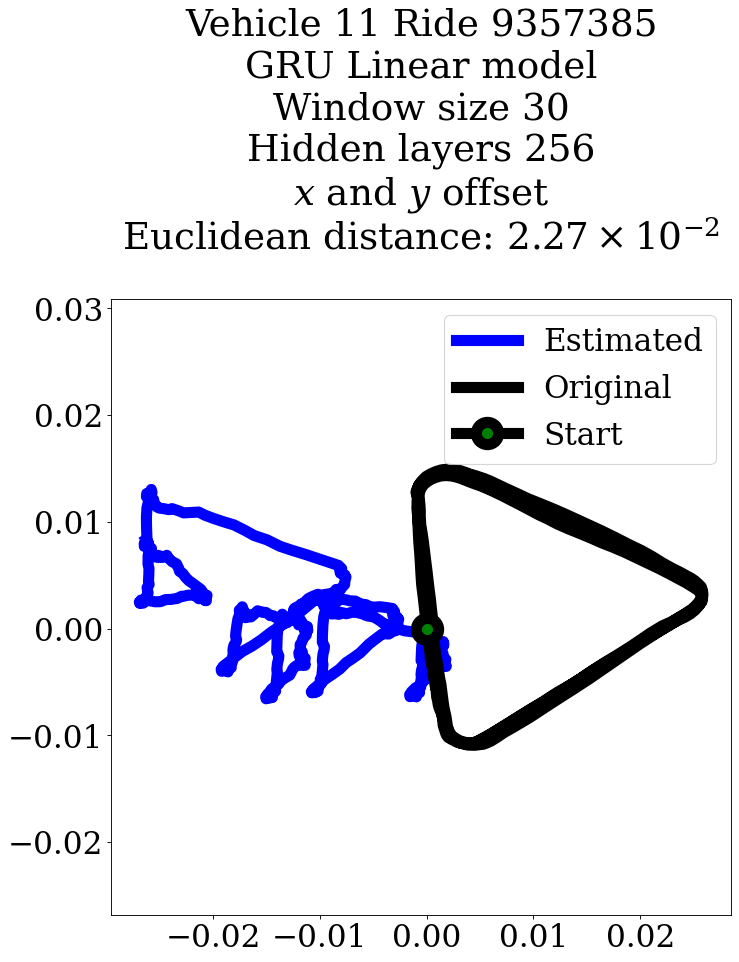 Vehicle 11 Ride 9357385
GRU Linear model
Window size 30
Hidden layers 256
x and y offset
Euclidean distance: 2.27 × 10⁻²
0.03
Estimated
Original
Start
0.02
0.01
0.00
−0.01
−0.02
−0.02 −0.01 0.00 0.01 0.02